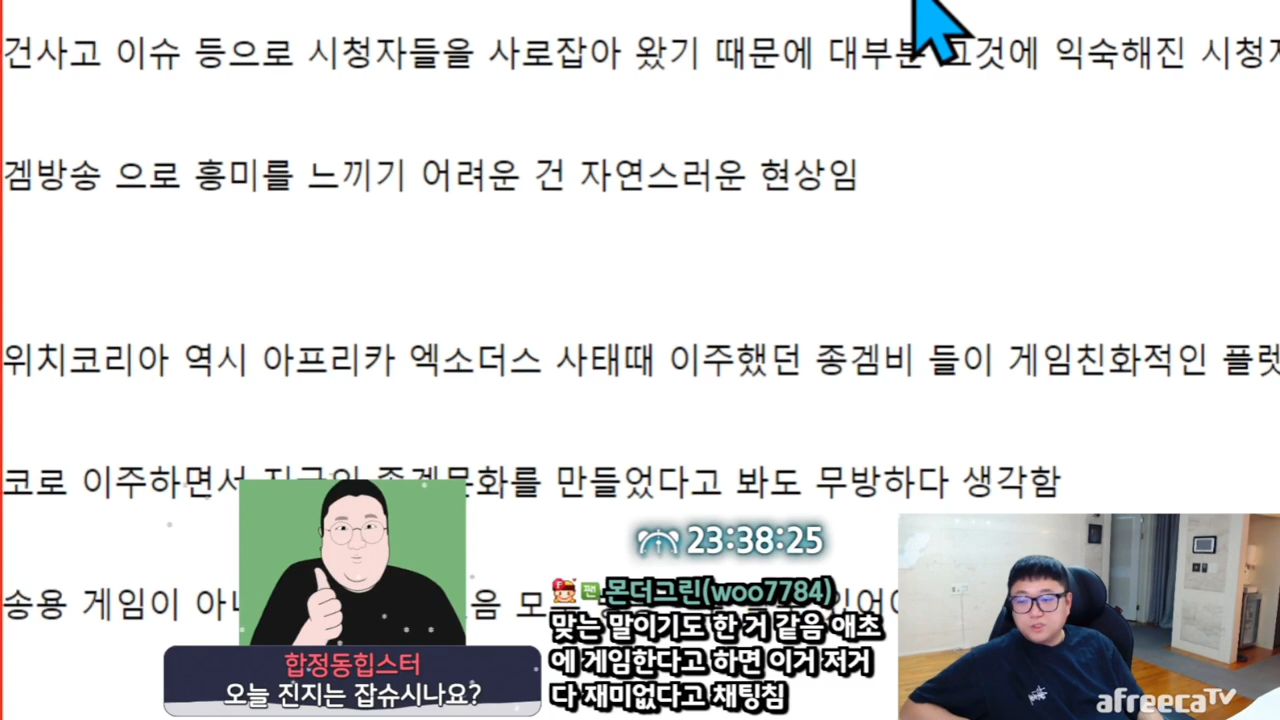 건사고 이슈 등으로 시청자들을 사로잡아 왔기 때문에 대부분 그것에 익숙해진
겜방송 으로 흥미를 느끼기 어려운 건 자연스러운 현상임
위치코리아 역시 아프리카 엑소더스 사태때 이주했던 종겜비 들이 게임친화적인 플렛
코로 이주하면서 만들었다고 봐도 무방하다 생각함
송용 게임이
합정동힙스터
오늘 진지는 잡슈시나요?
23:38:25
팬 몬더그린(woo7784)
맞는 말이기도 한 거 같음 애초
에 게임한다고 하면 이거 저거
다 재미없다고 채팅침
afreecaTV